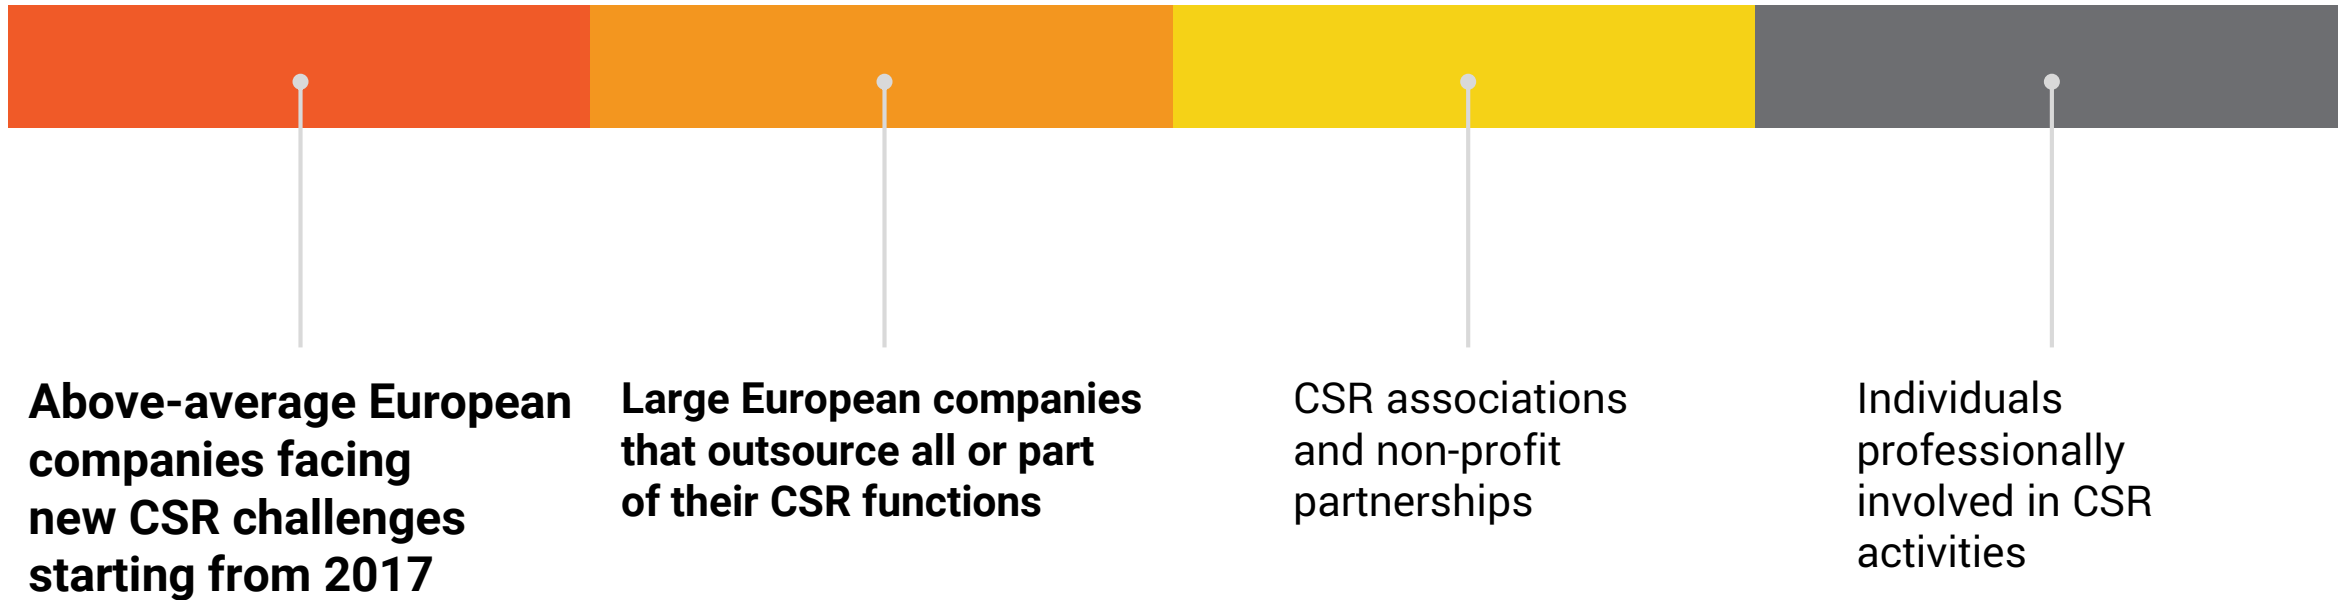 Above-average European
companies facing
new CSR challenges
starting from 2017
Large European companies
that outsource all or part
of their CSR functions
CSR associations
and non-profit
partnerships
Individuals
professionally
involved in CSR
activities